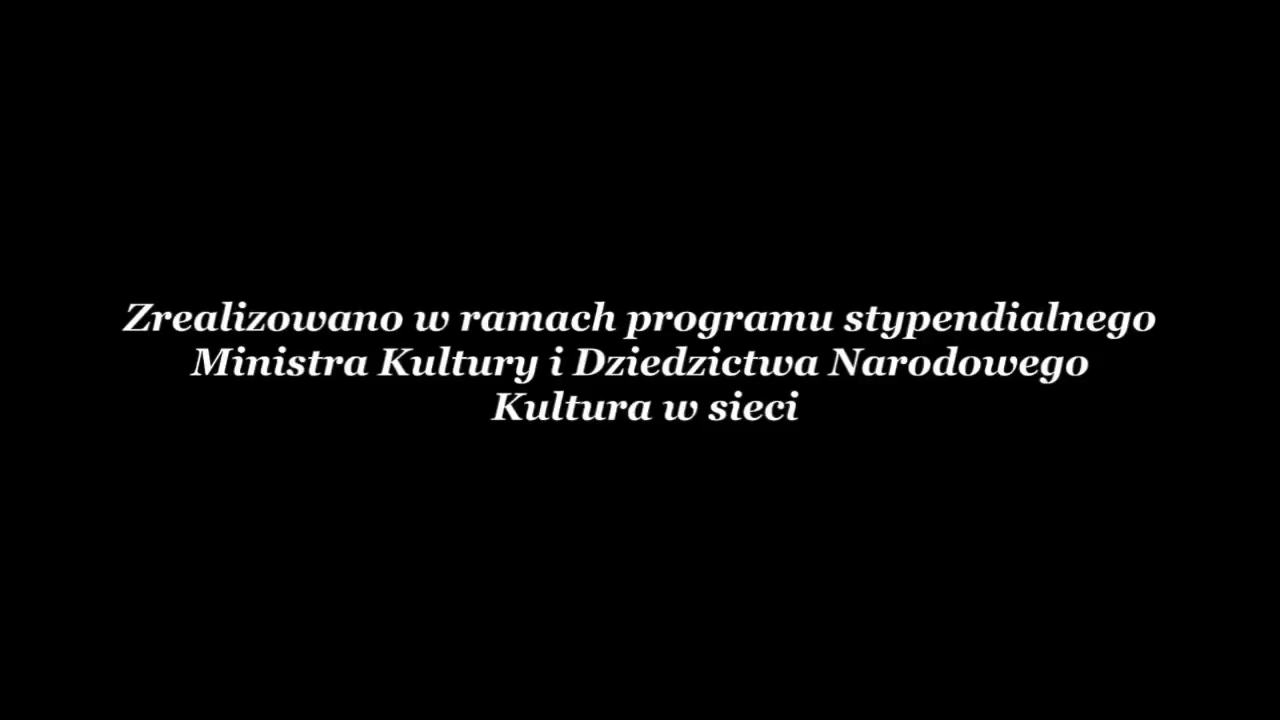 Zrealizowano w ramach programu stypendialnego
Ministra Kultury i Dziedzictwa Narodowego
Kultura w sieci